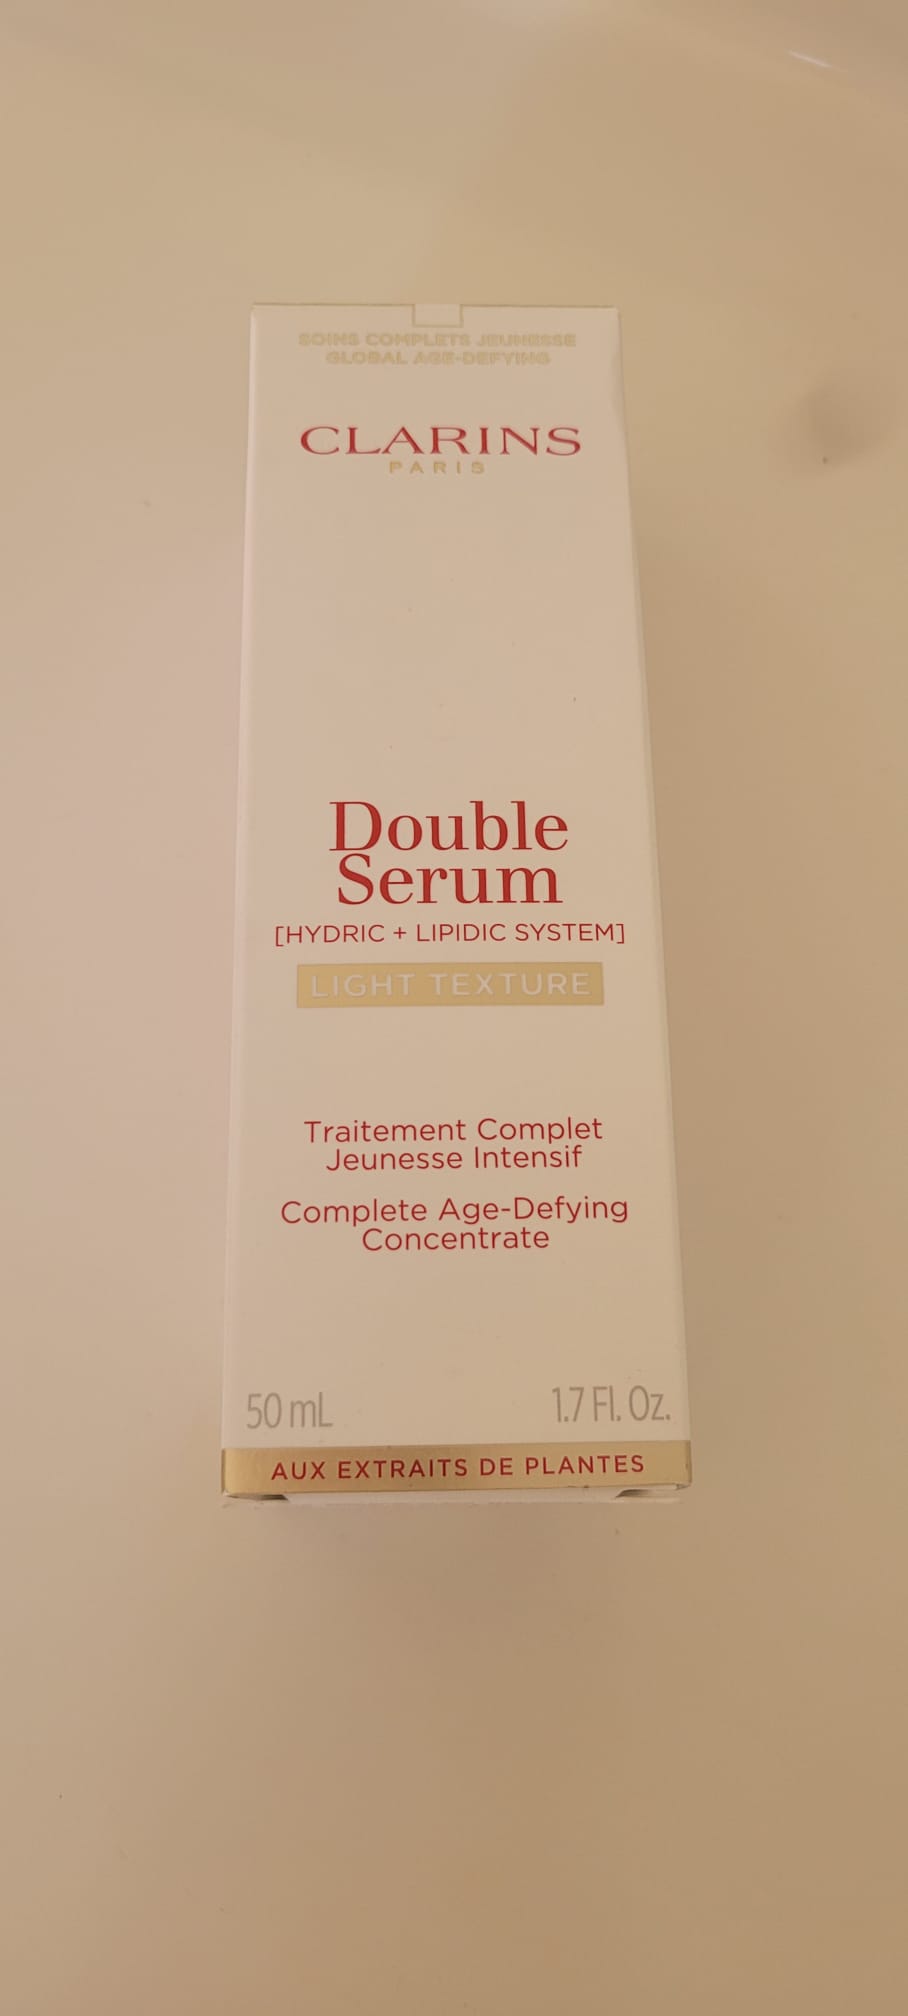 SOINS COMPLETS JEUNESSE
GLOBAL AGE-DEFYING
CLARINS
PARIS
Double
Serum
[HYDRIC + LIPIDIC SYSTEM]
LIGHT TEXTURE
Traitement Complet
Jeunesse Intensif
Complete Age-Defying
Concentrate
50 mL 1.7 Fl. Oz.
AUX EXTRAITS DE PLANTES